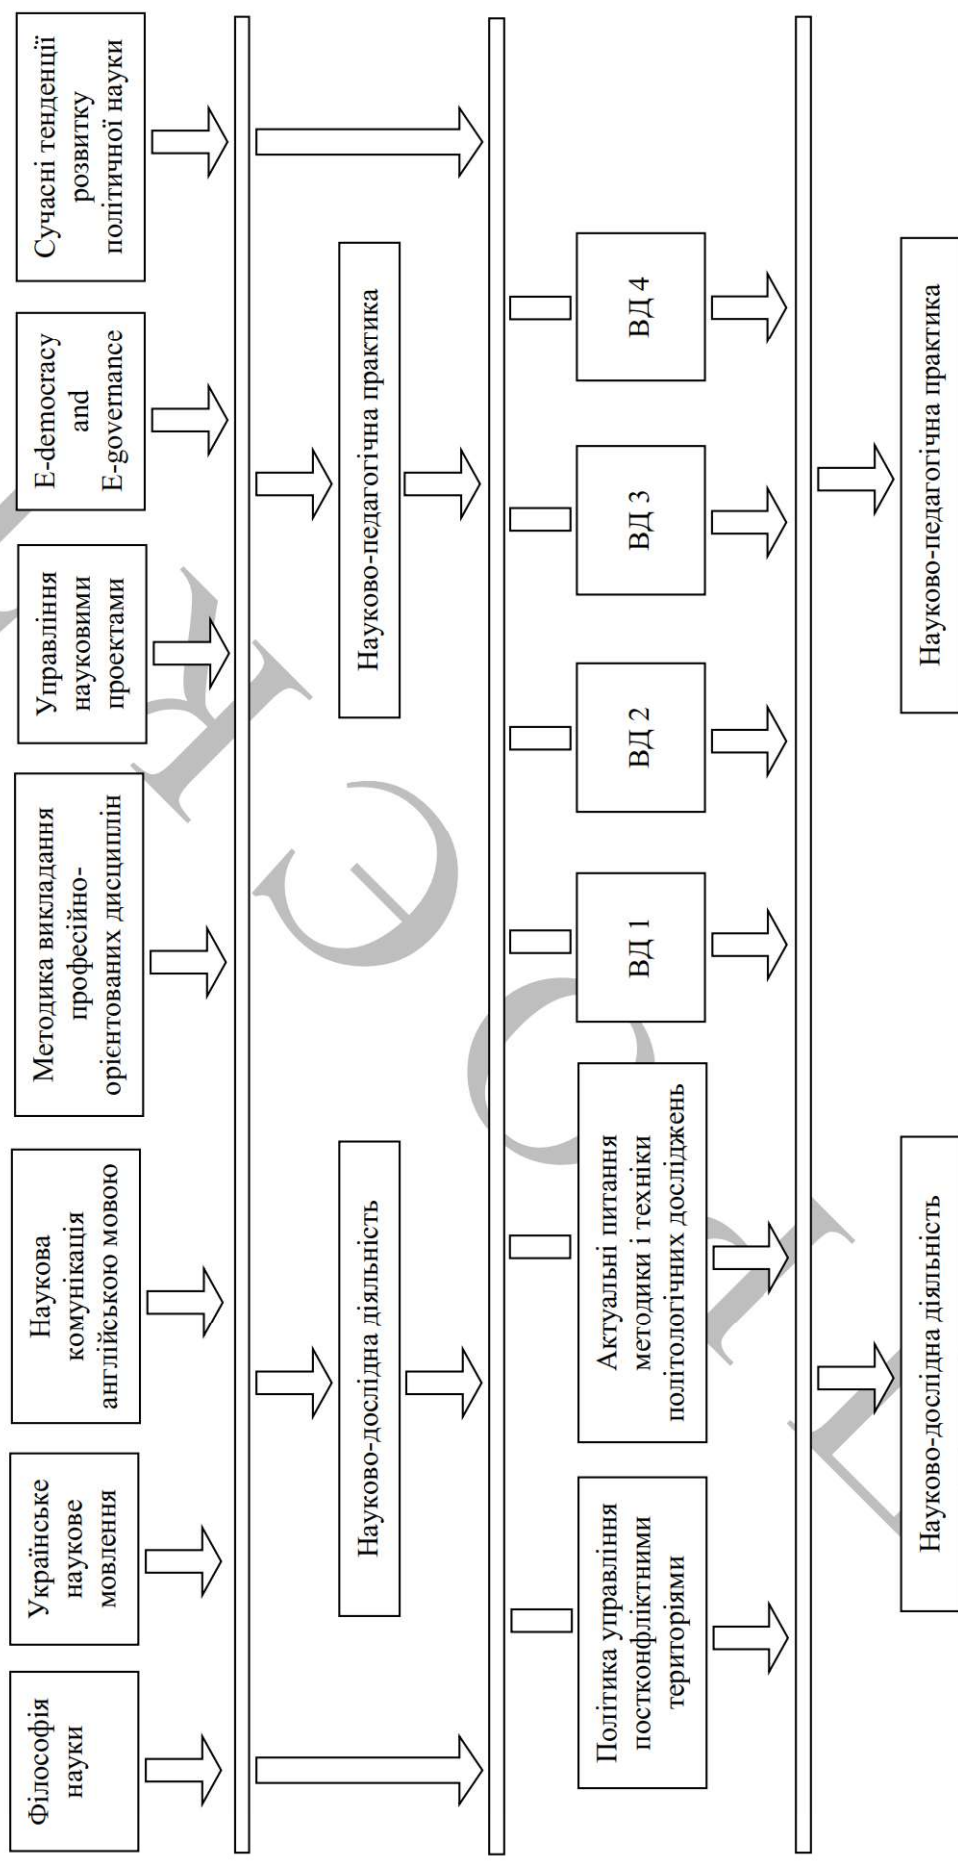 Філософія
науки
Українське
наукове
мовлення
Наукова
комунікація
англійською мовою
Методика викладання
професійно-
орієнтованих дисциплін
Управління
науковими
проектами
E-democracy
and
E-governance
Сучасні тенденції
розвитку
політичної науки
Науково-дослідна діяльність
Науково-педагогічна практика
Політика управління
постконфліктними
територіями
Актуальні питання
методики і техніки
політологічних досліджень
ВД 1
ВД 2
ВД 3
ВД 4
Науково-дослідна діяльність
Науково-педагогічна практика